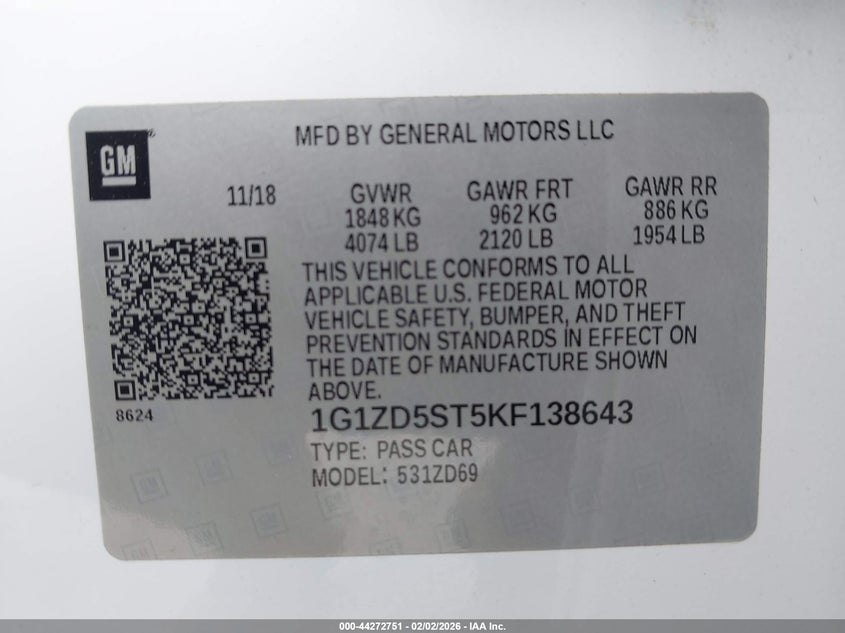 MFD BY GENERAL MOTORS LLC
GM
11/18
GVWR
1848 KG
4074 LB
GAWR FRT
962 KG
2120 LB
GAWR RR
886 KG
1954 LB
THIS VEHICLE CONFORMS TO ALL
APPLICABLE U.S. FEDERAL MOTOR
VEHICLE SAFETY, BUMPER, AND THEFT
PREVENTION STANDARDS IN EFFECT ON
THE DATE OF MANUFACTURE SHOWN
ABOVE.
8624
1G1ZD5ST5KF138643
TYPE: PASS CAR
MODEL: 531ZD69
000-44272751 - 02/02/2026 - IAA Inc.